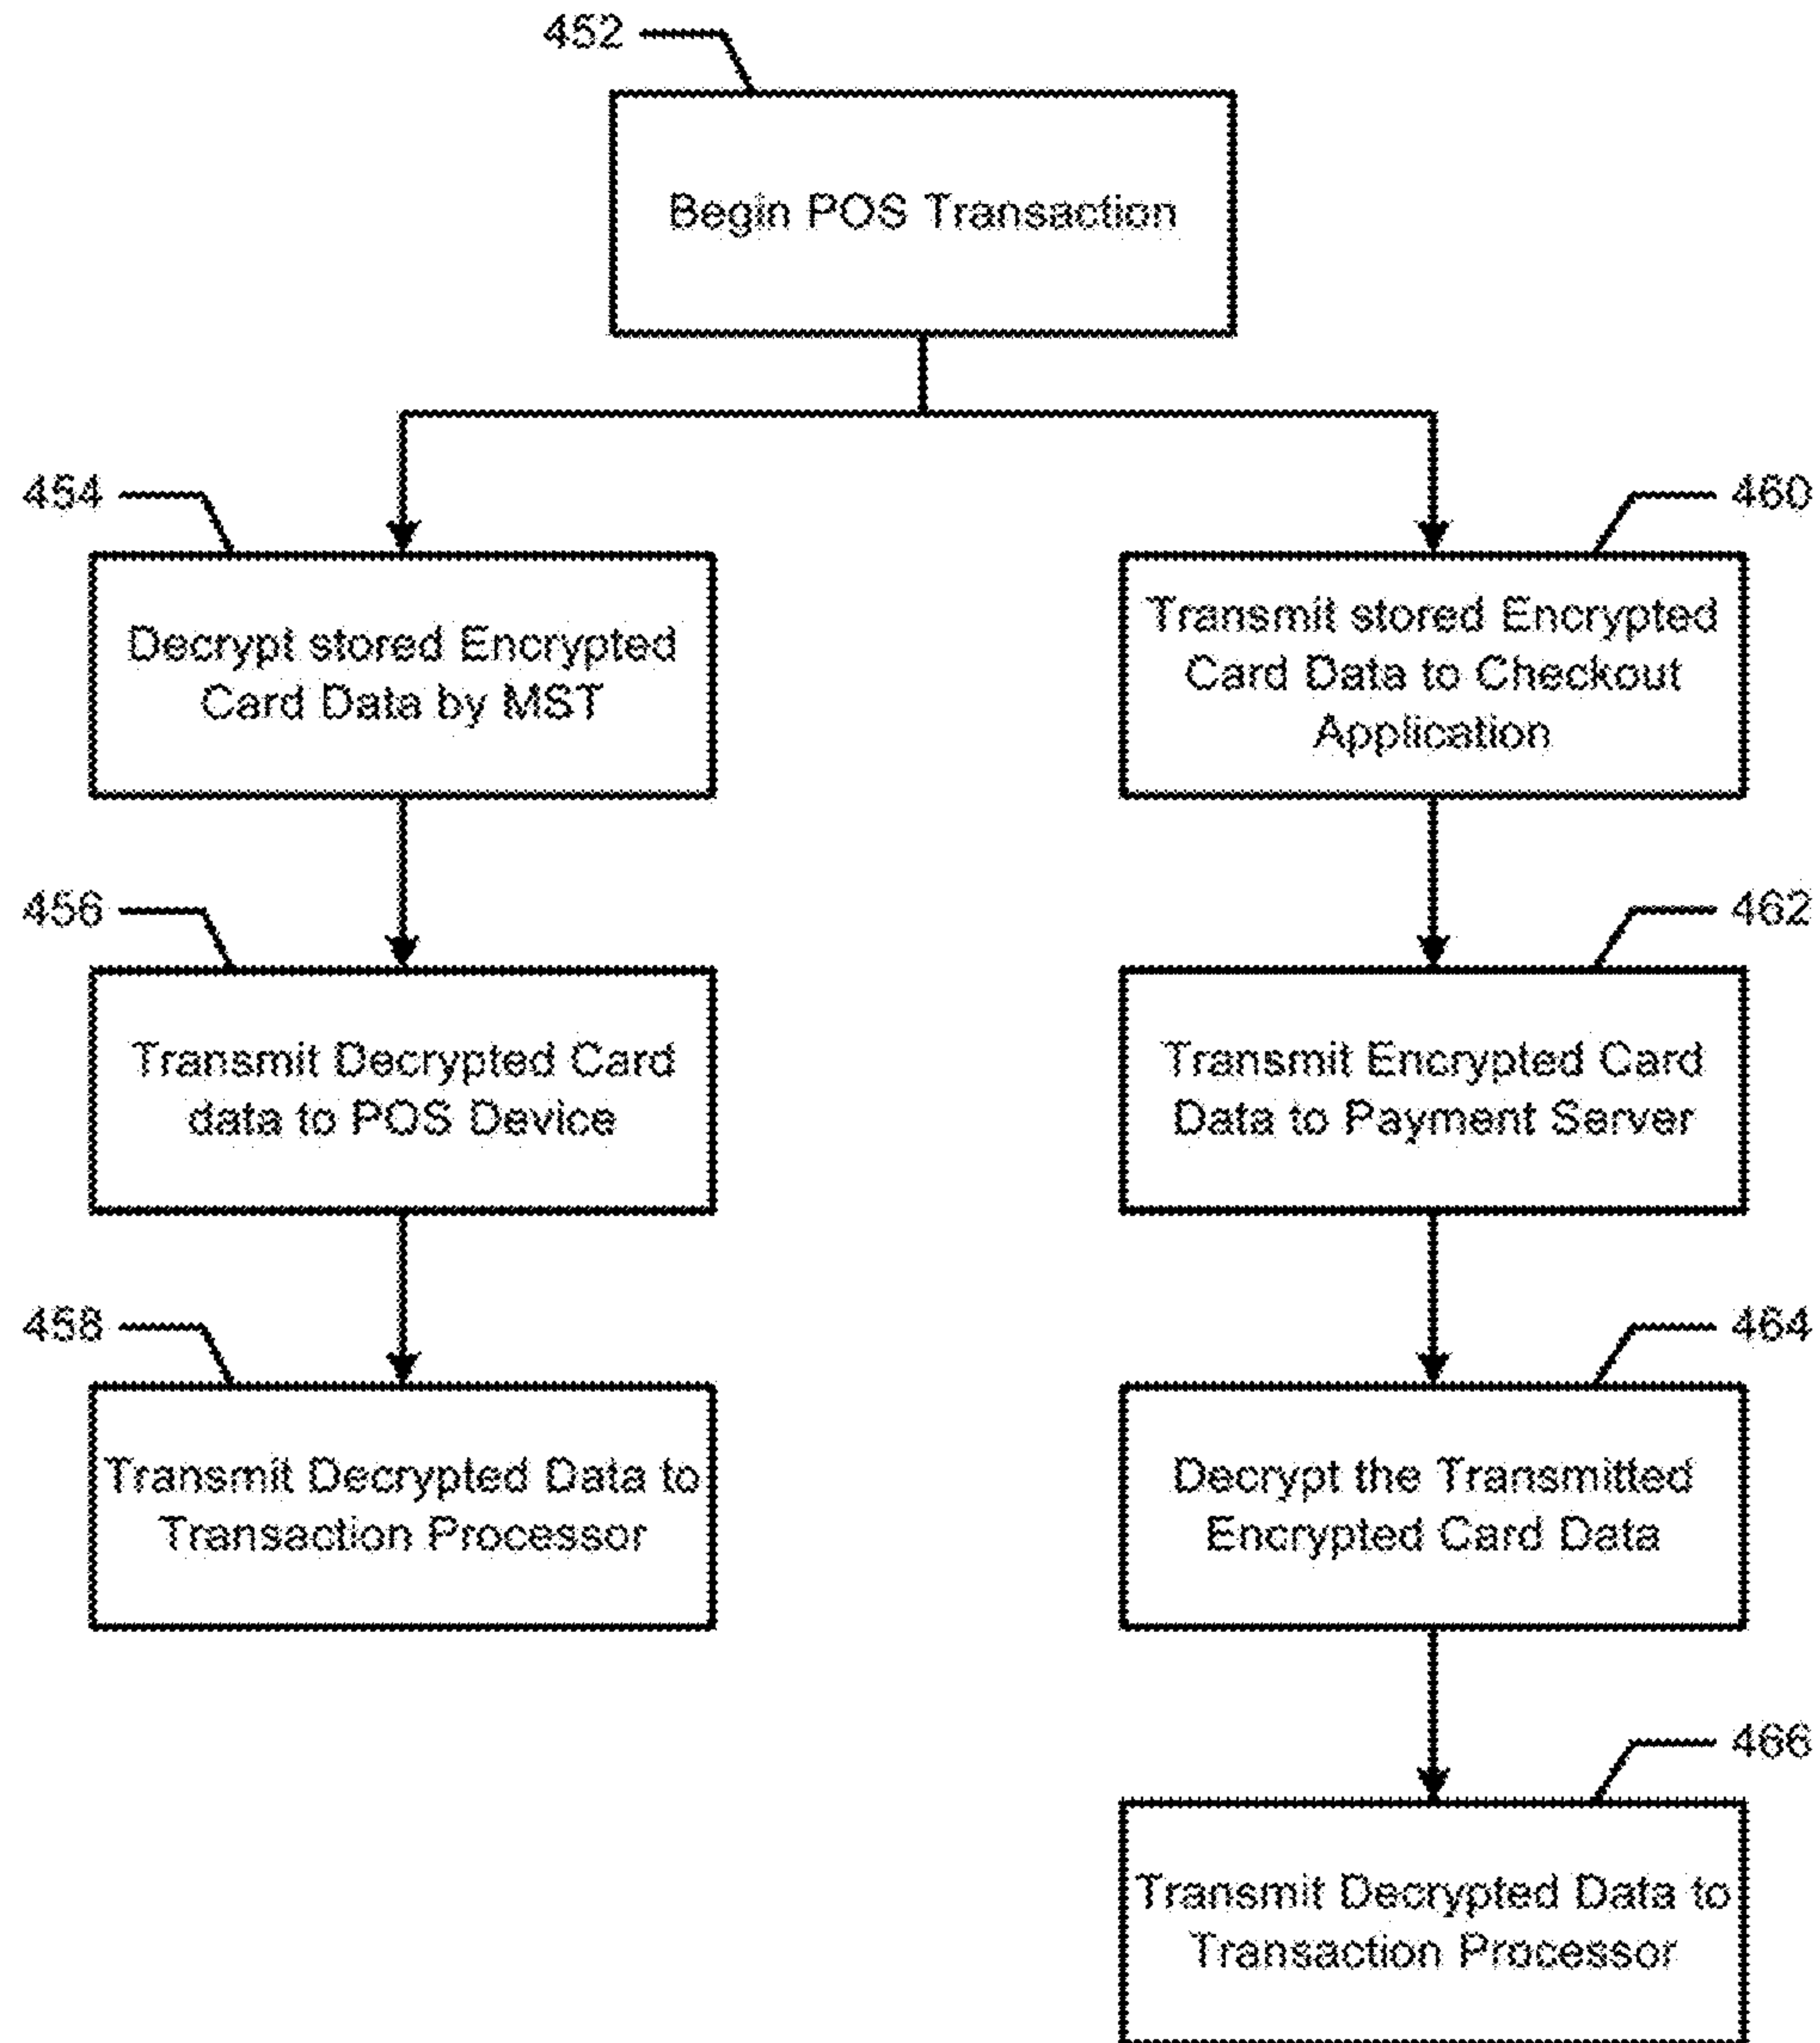 452
Begin POS Transaction
454
Decrypt stored Encrypted
Card Data by MST
456
Transmit Decrypted Card
data to POS Device
458
Transmit Decrypted Data to
Transaction Processor
460
Transmit stored Encrypted
Card Data to Checkout
Application
462
Transmit Encrypted Card
Data to Payment Server
464
Decrypt the Transmitted
Encrypted Card Data
466
Transmit Decrypted Data to
Transaction Processor